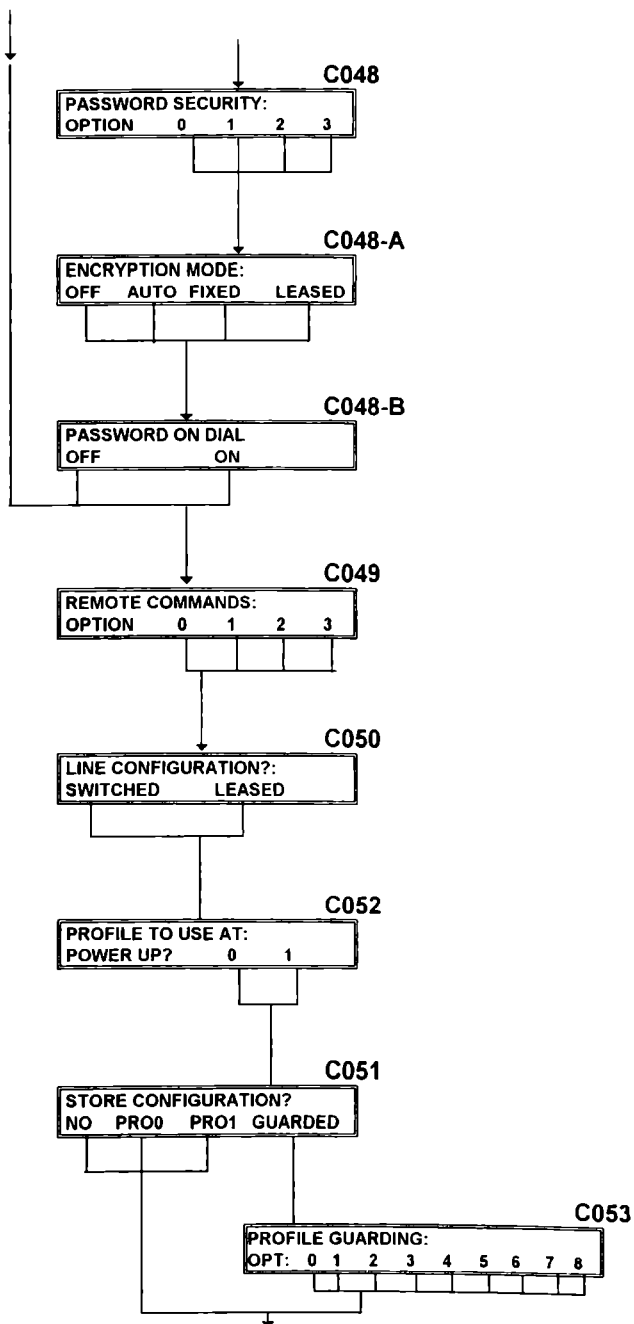 C048
PASSWORD SECURITY:
OPTION 0 1 2 3
C048-A
ENCRYPTION MODE:
OFF AUTO FIXED LEASED
C048-B
PASSWORD ON DIAL
OFF ON
C049
REMOTE COMMANDS:
OPTION 0 1 2 3
C050
LINE CONFIGURATION?:
SWITCHED LEASED
C052
PROFILE TO USE AT:
POWER UP? 0 1
C051
STORE CONFIGURATION?
NO PRO0 PRO1 GUARDED
C053
PROFILE GUARDING:
OPT: 0 1 2 3 4 5 6 7 8